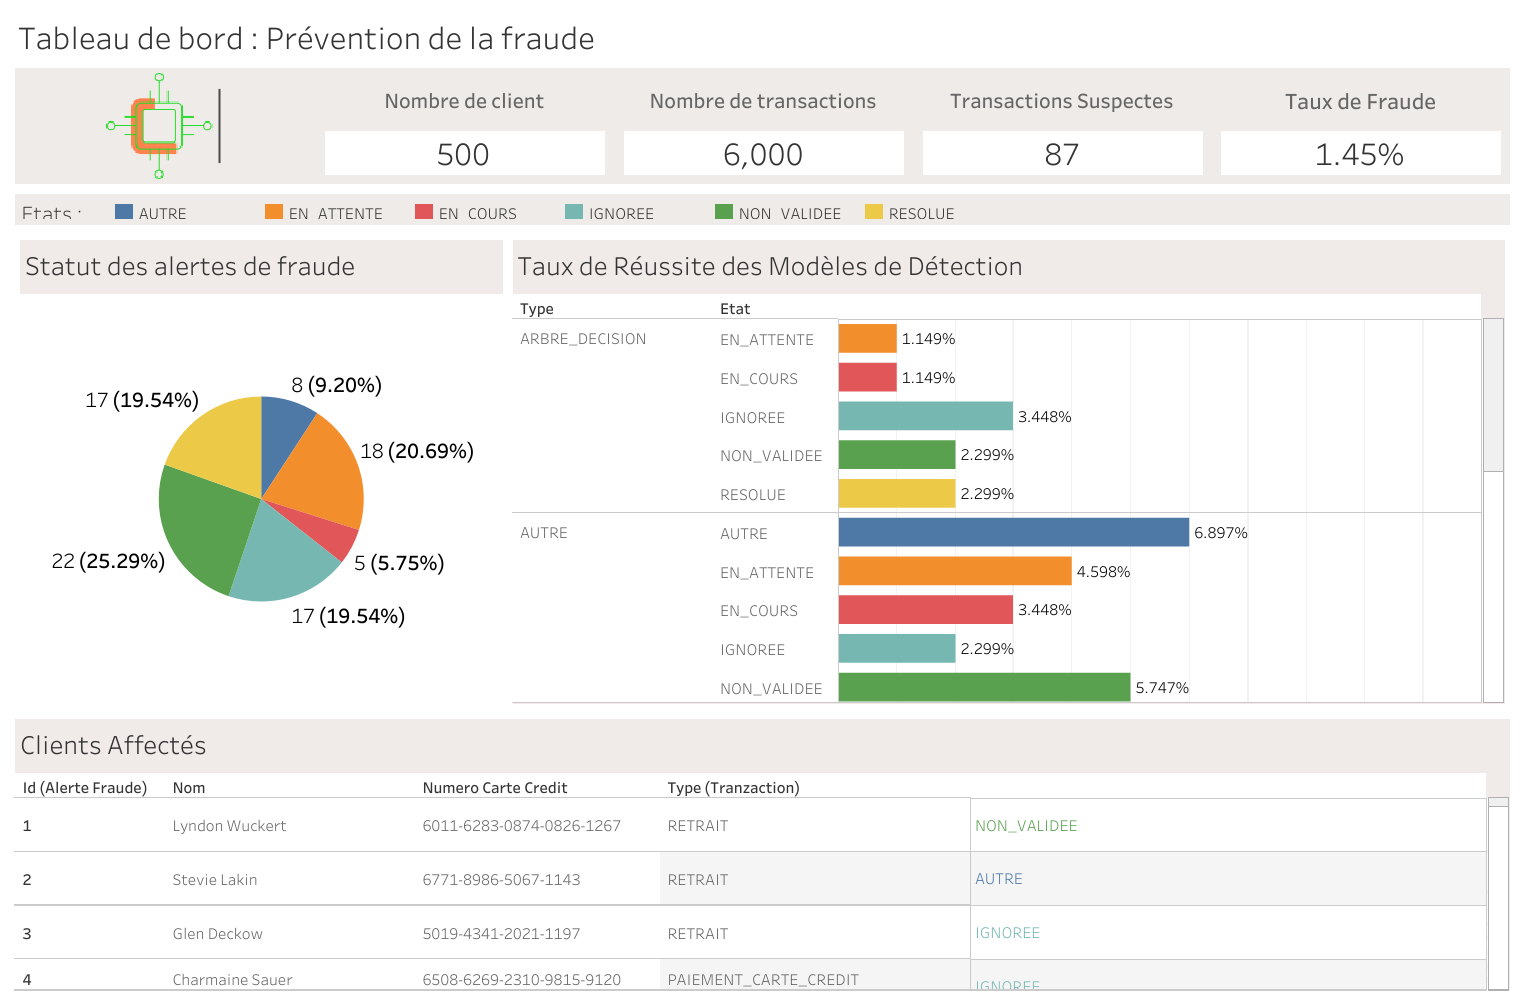 Tableau de bord : Prévention de la fraude
Nombre de client Nombre de transactions Transactions Suspectes Taux de Fraude
500 6,000 87 1.45%
Etats : AUTRE EN_ATTENTE EN_COURS IGNOREE NON_VALIDEE RESOLUE
Statut des alertes de fraude
8 (9.20%)
17 (19.54%)
18 (20.69%)
22 (25.29%)
5 (5.75%)
17 (19.54%)
Taux de Réussite des Modèles de Détection
Type Etat
ARBRE_DECISION EN_ATTENTE 1.149%
EN_COURS 1.149%
IGNOREE 3.448%
NON_VALIDEE 2.299%
RESOLUE 2.299%
AUTRE AUTRE 6.897%
EN_ATTENTE 4.598%
EN_COURS 3.448%
IGNOREE 2.299%
NON_VALIDEE 5.747%
Clients Affectés
Id (Alerte Fraude) Nom Numero Carte Credit Type (Tranzaction)
1 Lyndon Wuckert 6011-6283-0874-0826-1267 RETRAIT NON_VALIDEE
2 Stevie Lakin 6771-8986-5067-1143 RETRAIT AUTRE
3 Glen Deckow 5019-4341-2021-1197 RETRAIT IGNOREE
4 Charmaine Sauer 6508-6269-2310-9815-9120 PAIEMENT_CARTE_CREDIT IGNOREE